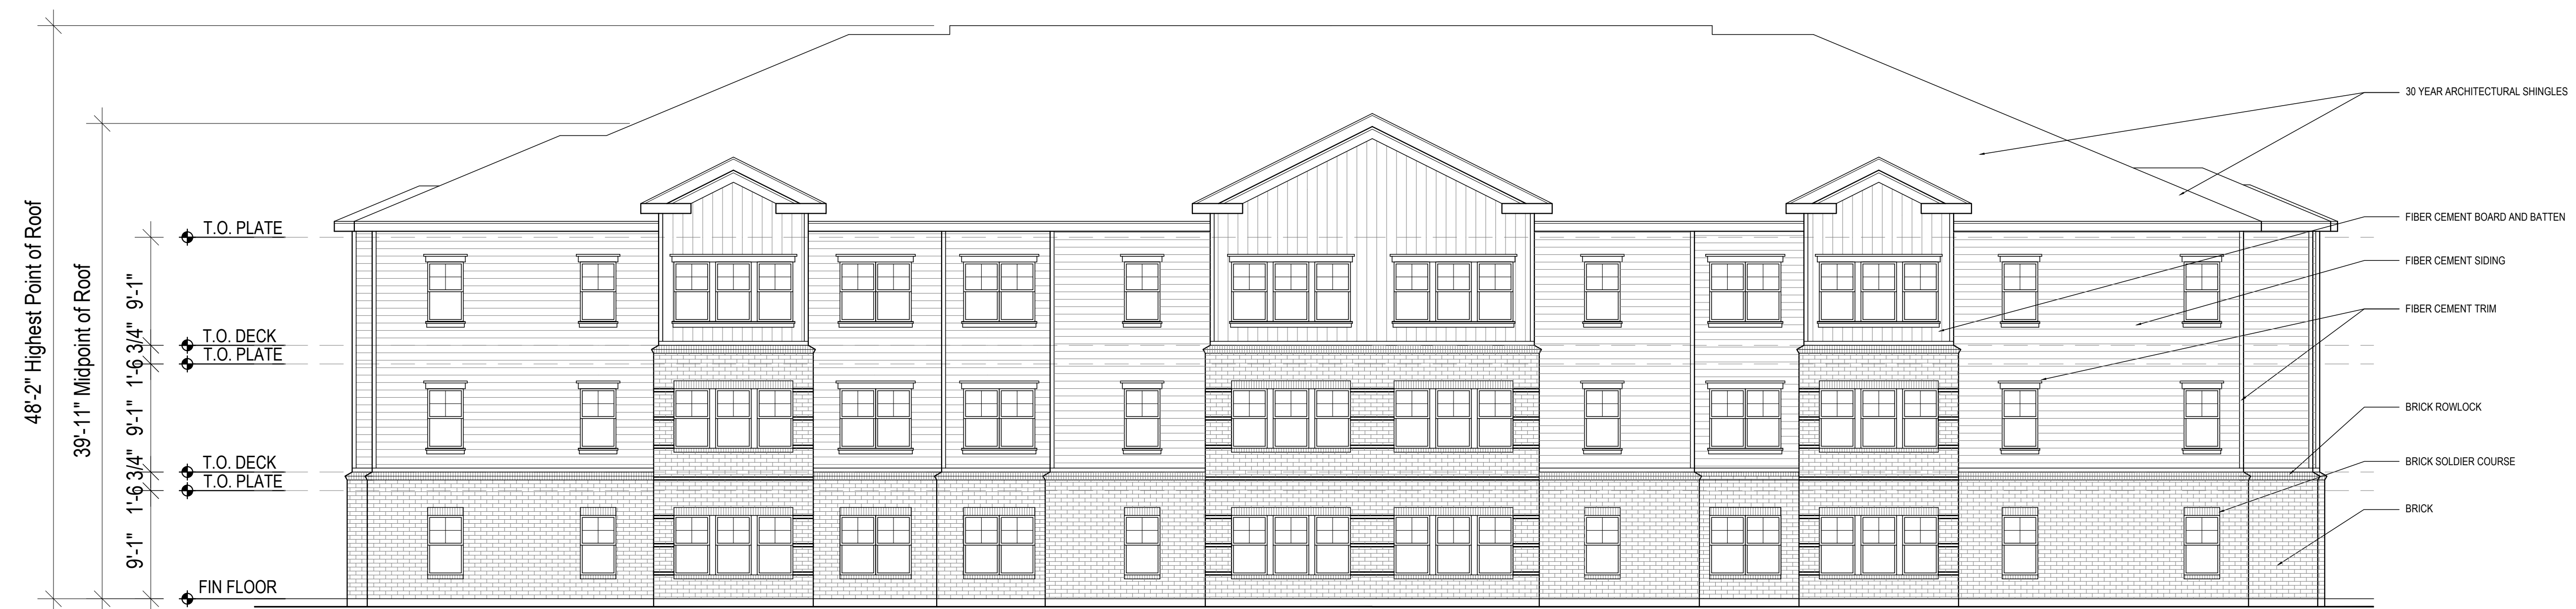 48'-2" Highest Point of Roof
39'-11" Midpoint of Roof
9'-1"
1'-6 3/4"
9'-1"
1'-6 3/4"
9'-1"
T.O. PLATE
T.O. DECK
T.O. PLATE
T.O. DECK
T.O. PLATE
FIN FLOOR
30 YEAR ARCHITECTURAL SHINGLES
FIBER CEMENT BOARD AND BATTEN
FIBER CEMENT SIDING
FIBER CEMENT TRIM
BRICK ROWLOCK
BRICK SOLDIER COURSE
BRICK